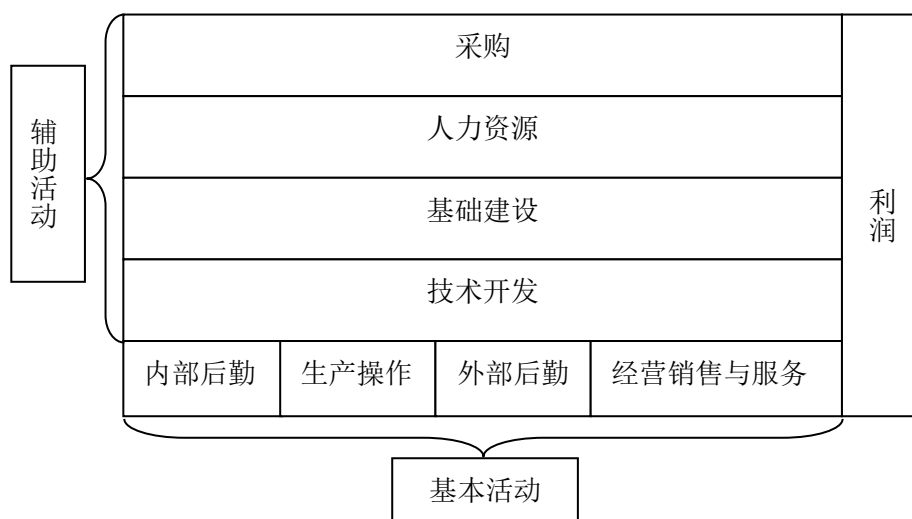 采购
人力资源
辅助活动
基础建设
利润
技术开发
内部后勤
生产操作
外部后勤
经营销售与服务
基本活动